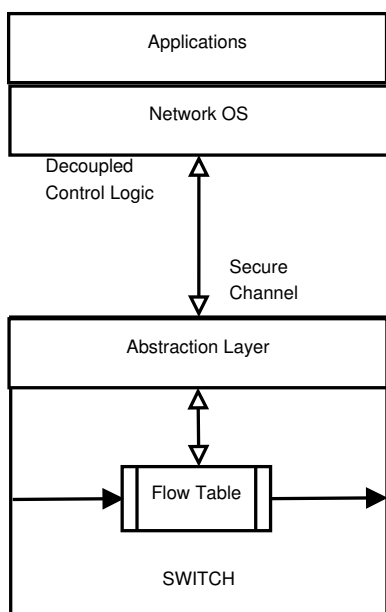 Applications
Network OS
Decoupled
Control Logic
Secure
Channel
Abstraction Layer
Flow Table
SWITCH